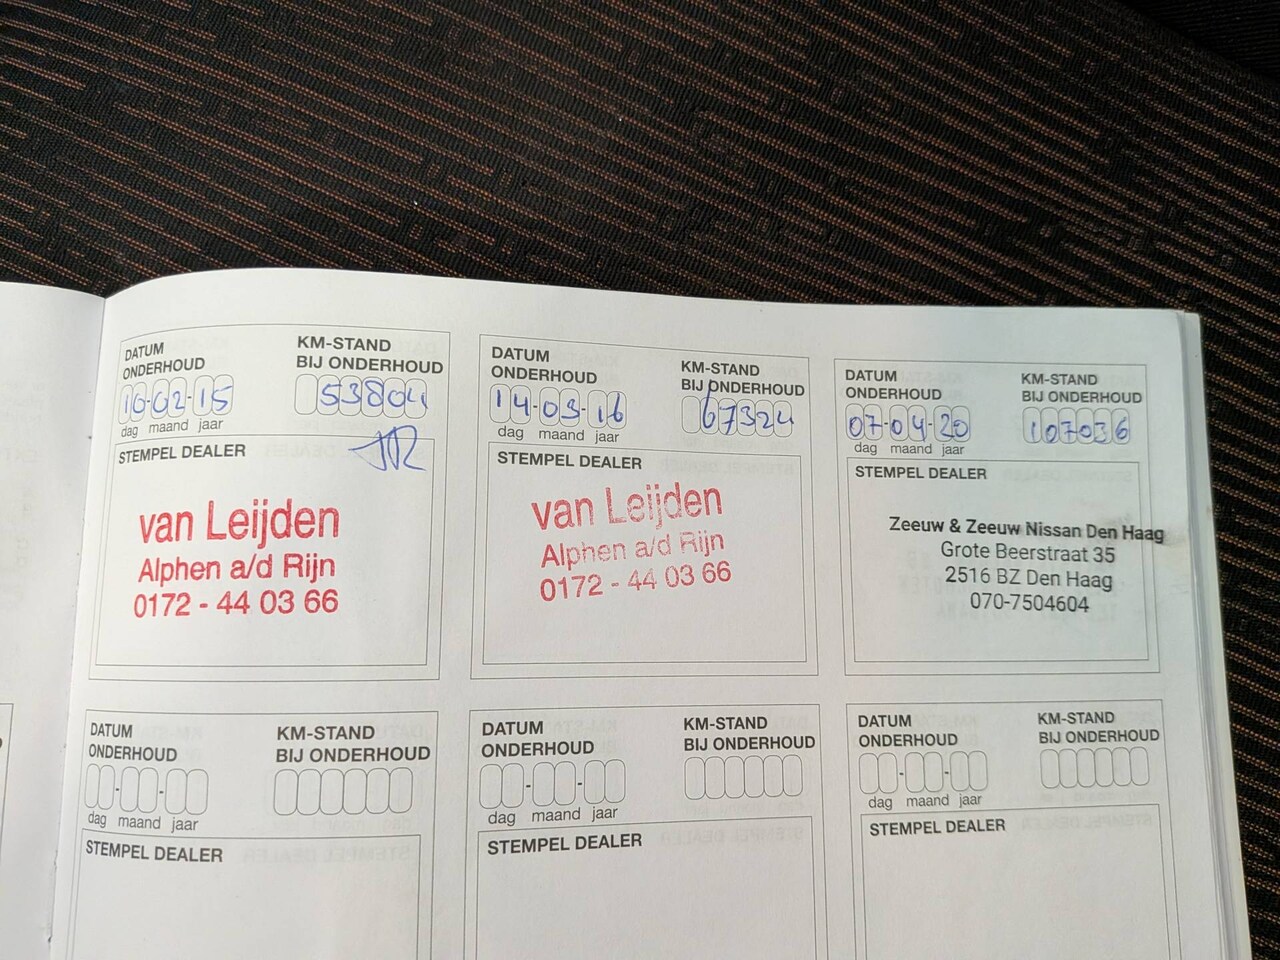 DATUM
ONDERHOUD
KM-STAND
BIJ ONDERHOUD
10-02-15
53804
dag maand jaar
STEMPEL DEALER
van Leijden
Alphen a/d Rijn
0172 - 44 03 66
DATUM
ONDERHOUD
KM-STAND
BIJ ONDERHOUD
14-03-16
67324
dag maand jaar
STEMPEL DEALER
van Leijden
Alphen a/d Rijn
0172 - 44 03 66
DATUM
ONDERHOUD
KM-STAND
BIJ ONDERHOUD
07-04-20
107036
dag maand jaar
STEMPEL DEALER
Zeeuw & Zeeuw Nissan Den Haag
Grote Beerstraat 35
2516 BZ Den Haag
070-7504604
DATUM
ONDERHOUD
KM-STAND
BIJ ONDERHOUD
dag maand jaar
STEMPEL DEALER
DATUM
ONDERHOUD
KM-STAND
BIJ ONDERHOUD
dag maand jaar
STEMPEL DEALER
DATUM
ONDERHOUD
KM-STAND
BIJ ONDERHOUD
dag maand jaar
STEMPEL DEALER